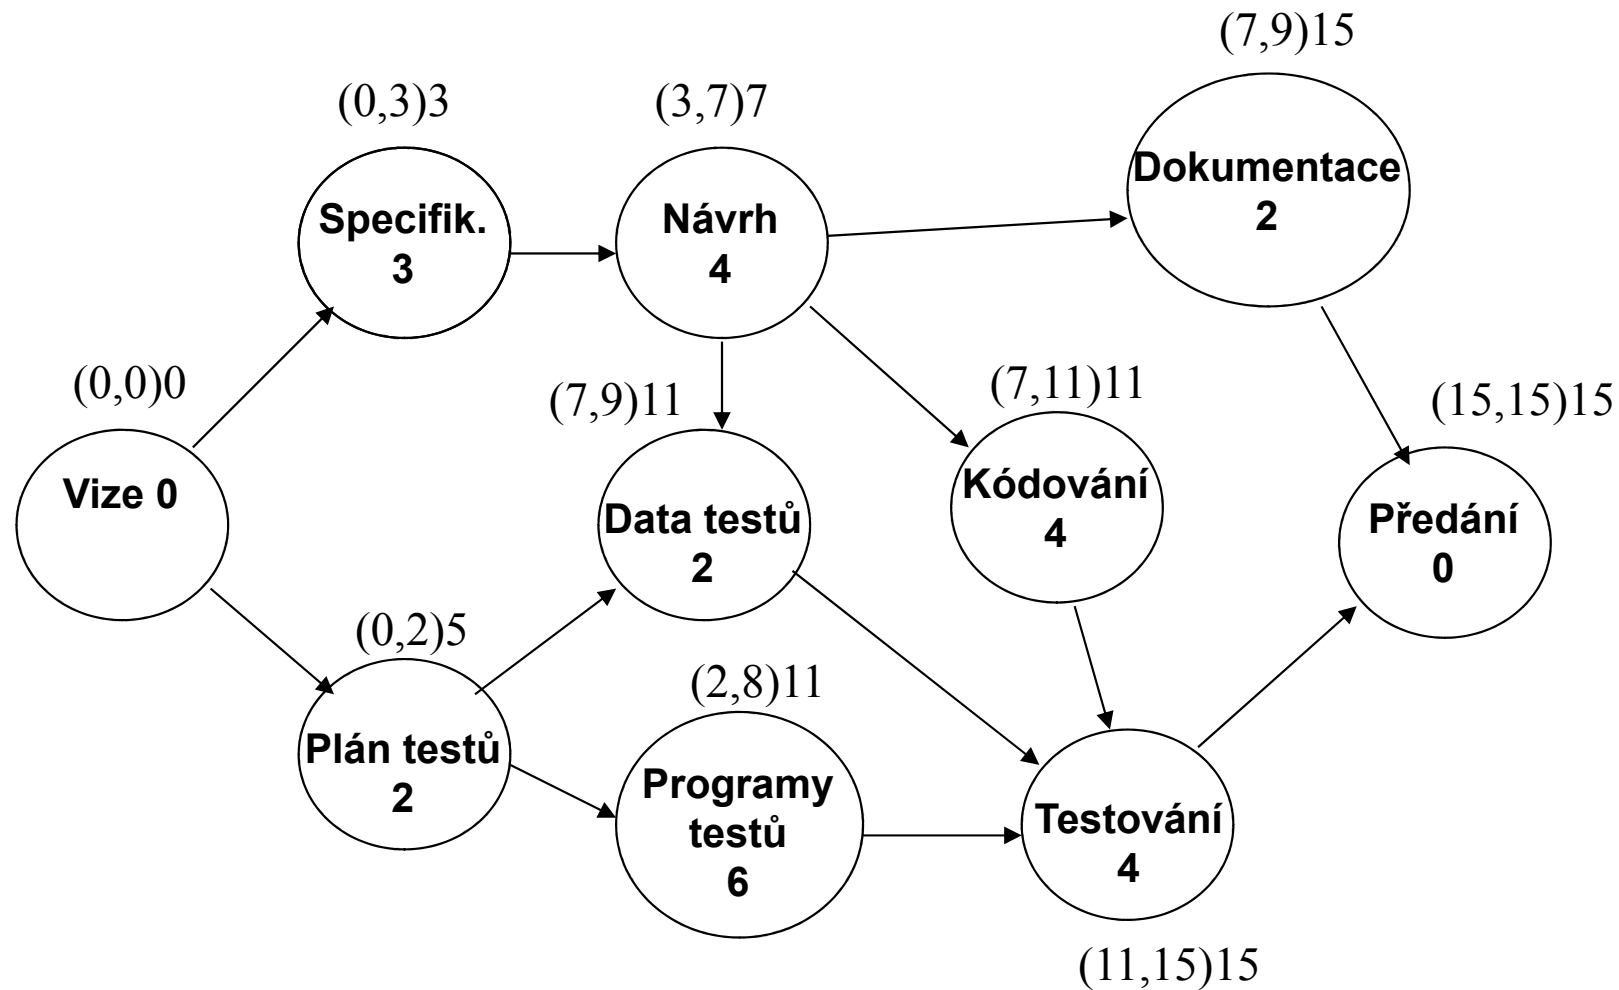 (7,9)15
Dokumentace
2
(0,3)3
Specifik.
3
(3,7)7
Návrh
4
(0,0)0
Vize 0
(7,9)11
Data testů
2
(7,11)11
Kódování
4
(15,15)15
Předání
0
(0,2)5
Plán testů
2
(2,8)11
Programy
testů
6
Testování
4
(11,15)15